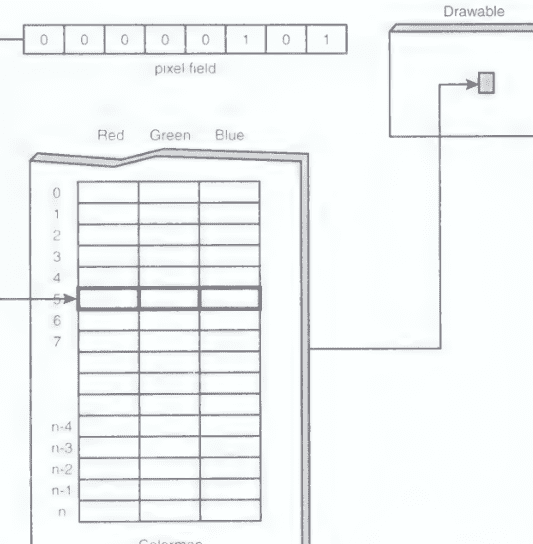 Drawable
0 0 0 0 0 1 0 1
pixel field
Red Green Blue
0
1
2
3
4
5
6
7
n-4
n-3
n-2
n-1
n
Colormap